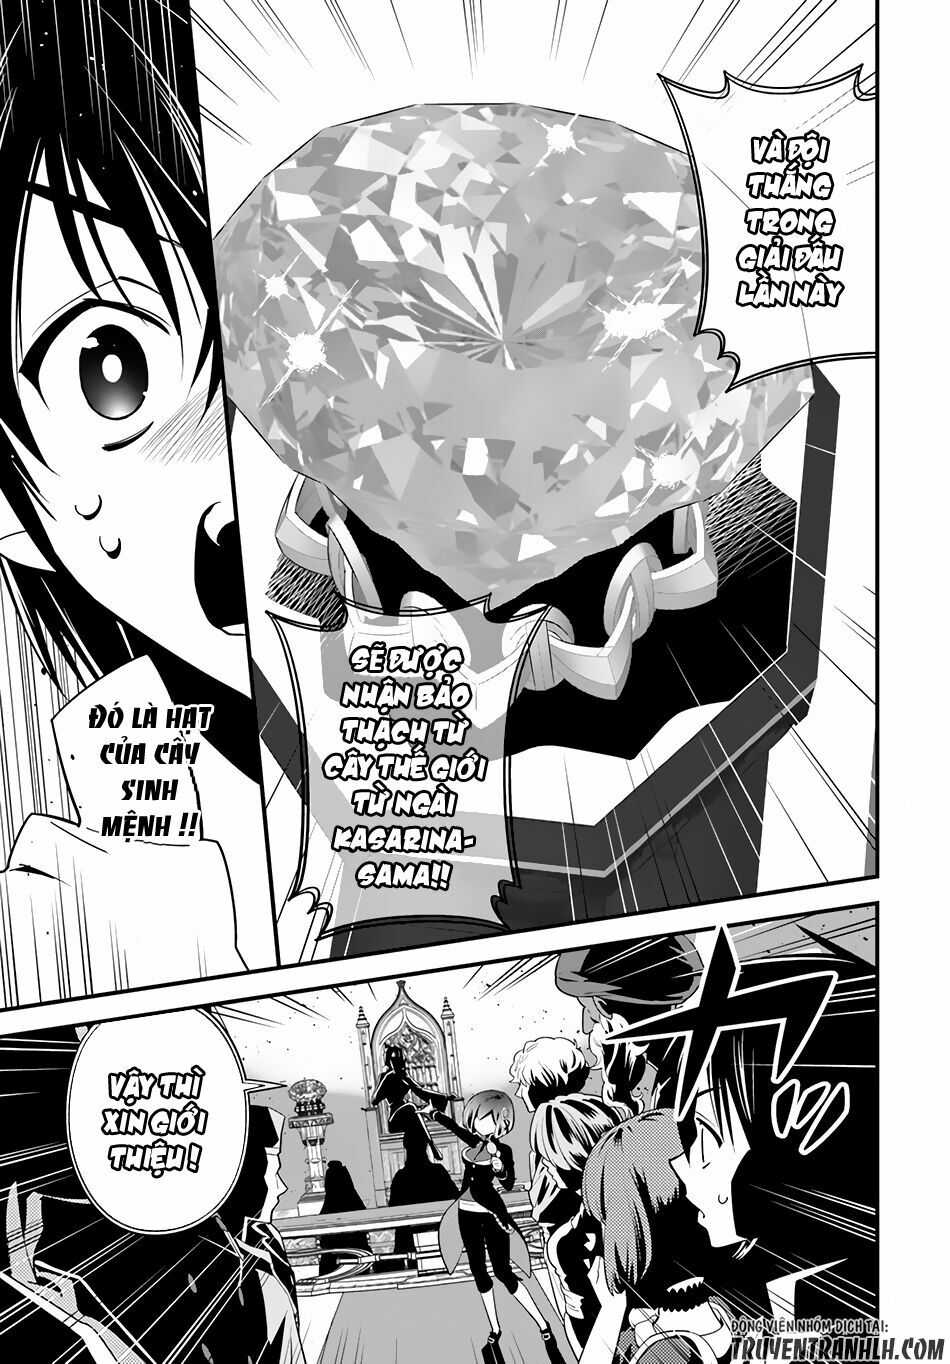 VÀ ĐỘI
THẮNG
TRONG
GIẢI ĐẤU
LẦN NÀY
SẼ ĐƯỢC
NHẬN BẢO
THẠCH TỪ
CÂY THẾ GIỚI
TỪ NGÀI
KASARINA-
SAMA!!
ĐÓ LÀ HẠT
CỦA CẦY
SINH
MỆNH !!
VẬY THÌ
XIN GIỚI
THIỆU !
ĐỘNG VIÊN NHÓM DỊCH TẠI:
TRUYENTRANHLH.COM